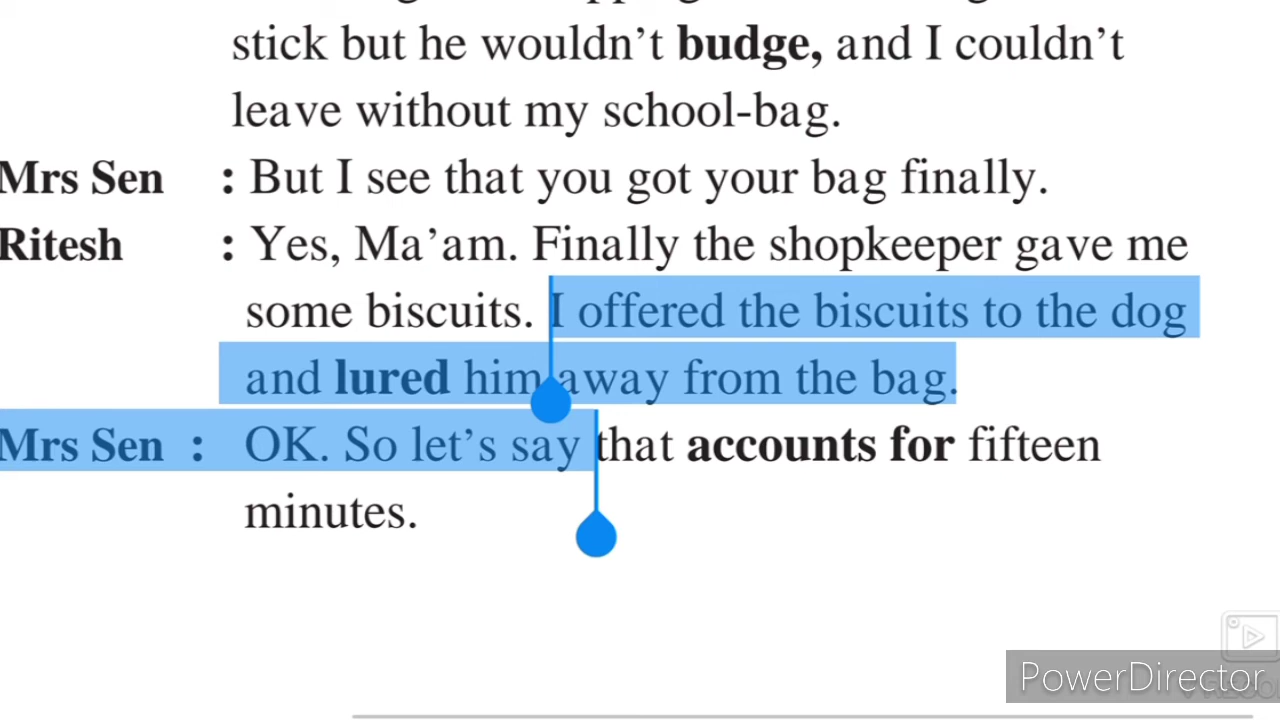 stick but he wouldn't budge, and I couldn't
leave without my school-bag.
Mrs Sen : But I see that you got your bag finally.
Ritesh : Yes, Ma'am. Finally the shopkeeper gave me
some biscuits. I offered the biscuits to the dog
and lured him away from the bag.
Mrs Sen : OK. So let's say that accounts for fifteen
minutes.
PowerDirector